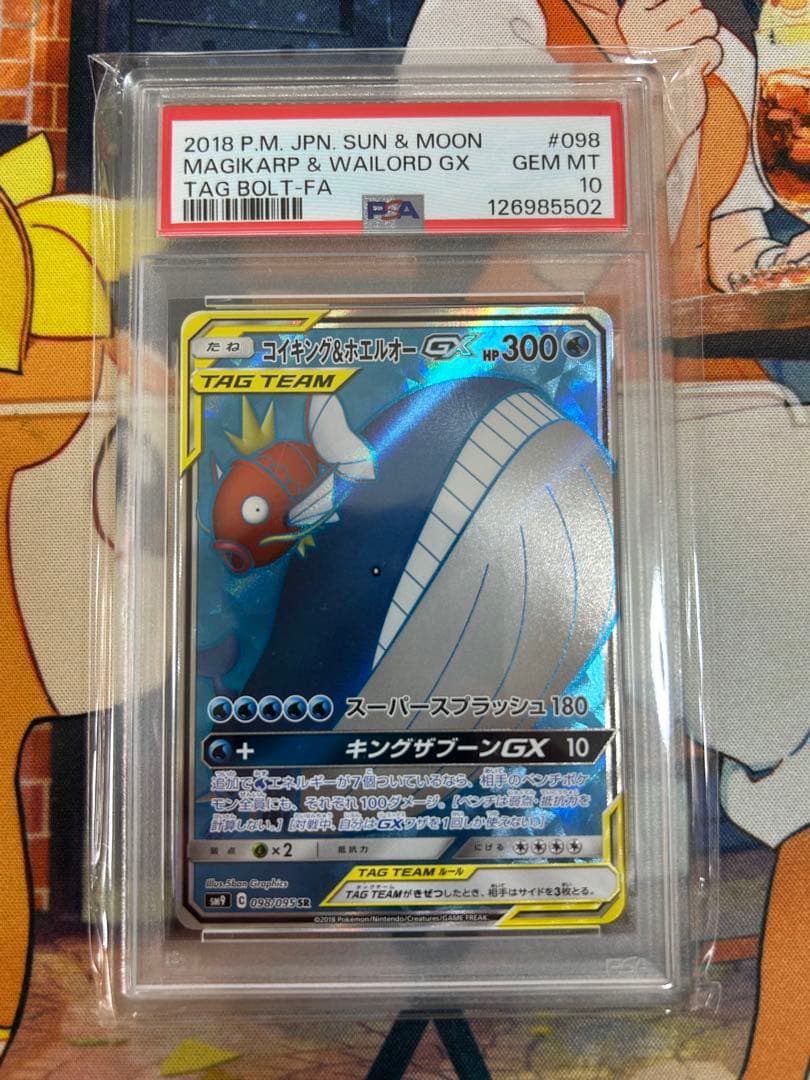 2018 P.M. JPN. SUN & MOON #098
MAGIKARP & WAILORD GX GEM MT
TAG BOLT-FA 10
PSA 126985502
たね コイキング&ホエルオーGX HP300
TAG TEAM
スーパースプラッシュ 180
+ キングザブーンGX 10
追加で エネルギーが7個ついているなら、相手のベンチポケ
モン全員にも、それぞれ100ダメージ。[ベンチは弱点・抵抗力を
計算しない。][対戦中、自分はGXワザを1回しか使えない。]
弱点 ×2 抵抗力 にげる
TAG TEAM ルール
Illus.5ban Graphics
TAG TEAMがきぜつしたとき、相手はサイドを3枚とる。
SM9 C 098/095 SR
©2018 Pokémon/Nintendo/Creatures/GAME FREAK.
PSA